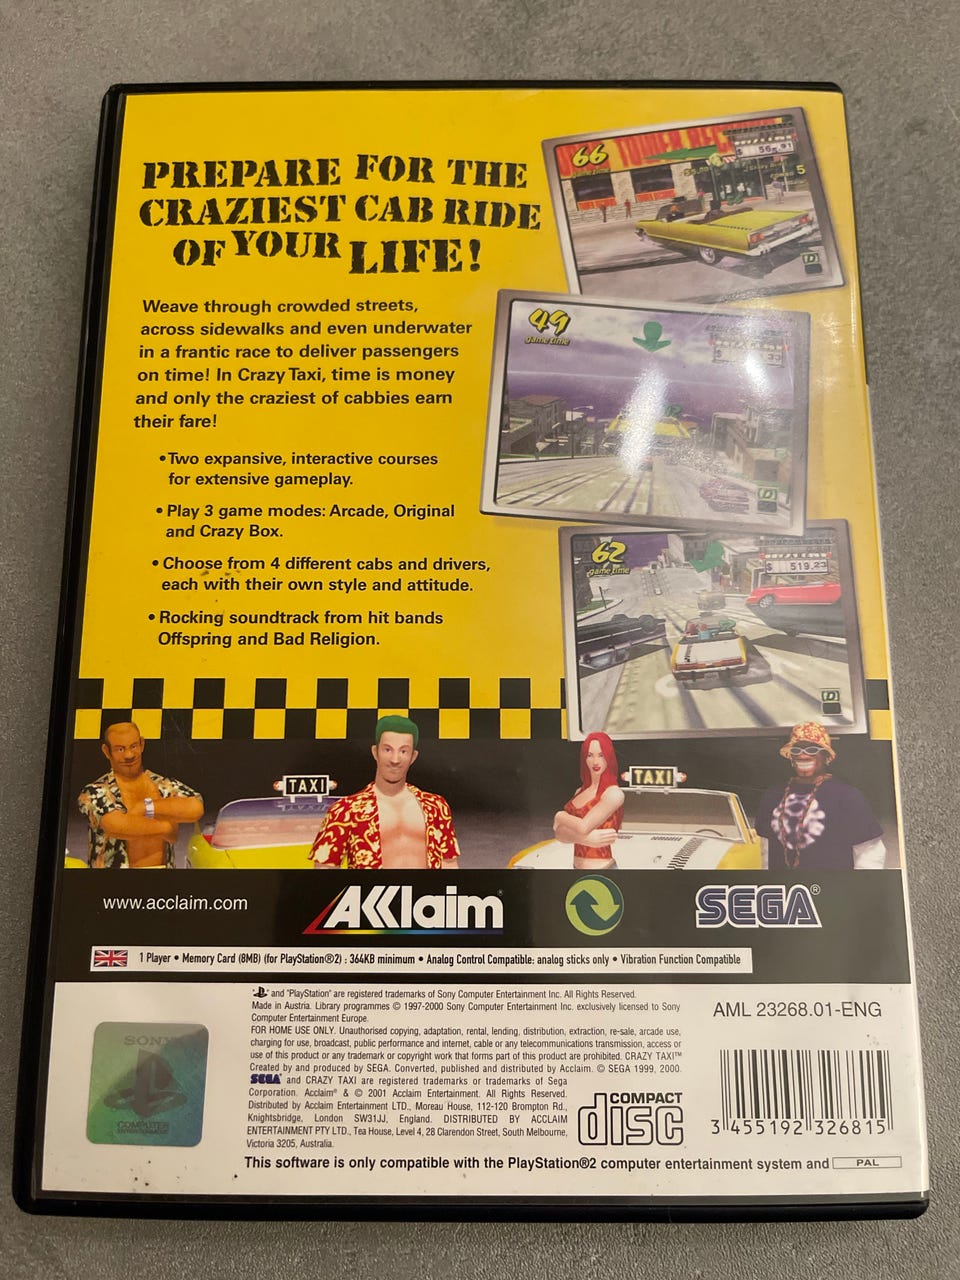 PREPARE FOR THE
CRAZIEST CAB RIDE
OF YOUR LIFE!
Weave through crowded streets,
across sidewalks and even underwater
in a frantic race to deliver passengers
on time! In Crazy Taxi, time is money
and only the craziest of cabbies earn
their fare!
•Two expansive, interactive courses
for extensive gameplay.
•Play 3 game modes: Arcade, Original
and Crazy Box.
•Choose from 4 different cabs and drivers,
each with their own style and attitude.
•Rocking soundtrack from hit bands
Offspring and Bad Religion.
66
game time
5
D
49
game time
D
62
game time
$ 519.23
D
TAXI
TAXI
www.acclaim.com
AKKlaim
SEGA®
1 Player • Memory Card (8MB) (for PlayStation®2) : 364KB minimum • Analog Control Compatible: analog sticks only • Vibration Function Compatible
and "PlayStation" are registered trademarks of Sony Computer Entertainment Inc. All Rights Reserved.
Made in Austria. Library programmes © 1997-2000 Sony Computer Entertainment Inc. exclusively licensed to Sony
Computer Entertainment Europe.
FOR HOME USE ONLY. Unauthorised copying, adaptation, rental, lending, distribution, extraction, re-sale, arcade use,
charging for use, broadcast, public performance and internet, cable or any telecommunications transmission, access or
use of this product or any trademark or copyright work that forms part of this product are prohibited. CRAZY TAXI™
Created by and produced by SEGA. Converted, published and distributed by Acclaim. © SEGA 1999, 2000.
SEGA and CRAZY TAXI are registered trademarks or trademarks of Sega
Corporation. Acclaim® & © 2001 Acclaim Entertainment. All Rights Reserved.
Distributed by Acclaim Entertainment LTD., Moreau House, 112-120 Brompton Rd.,
Knightsbridge, London SW31JJ, England. DISTRIBUTED BY ACCLAIM
ENTERTAINMENT PTY LTD., Tea House, Level 4, 28 Clarendon Street, South Melbourne,
Victoria 3205, Australia.
SONY
COMPUTER
ENTERTAINMENT
COMPACT
disc
AML 23268.01-ENG
3 455192 326815
This software is only compatible with the PlayStation®2 computer entertainment system and PAL